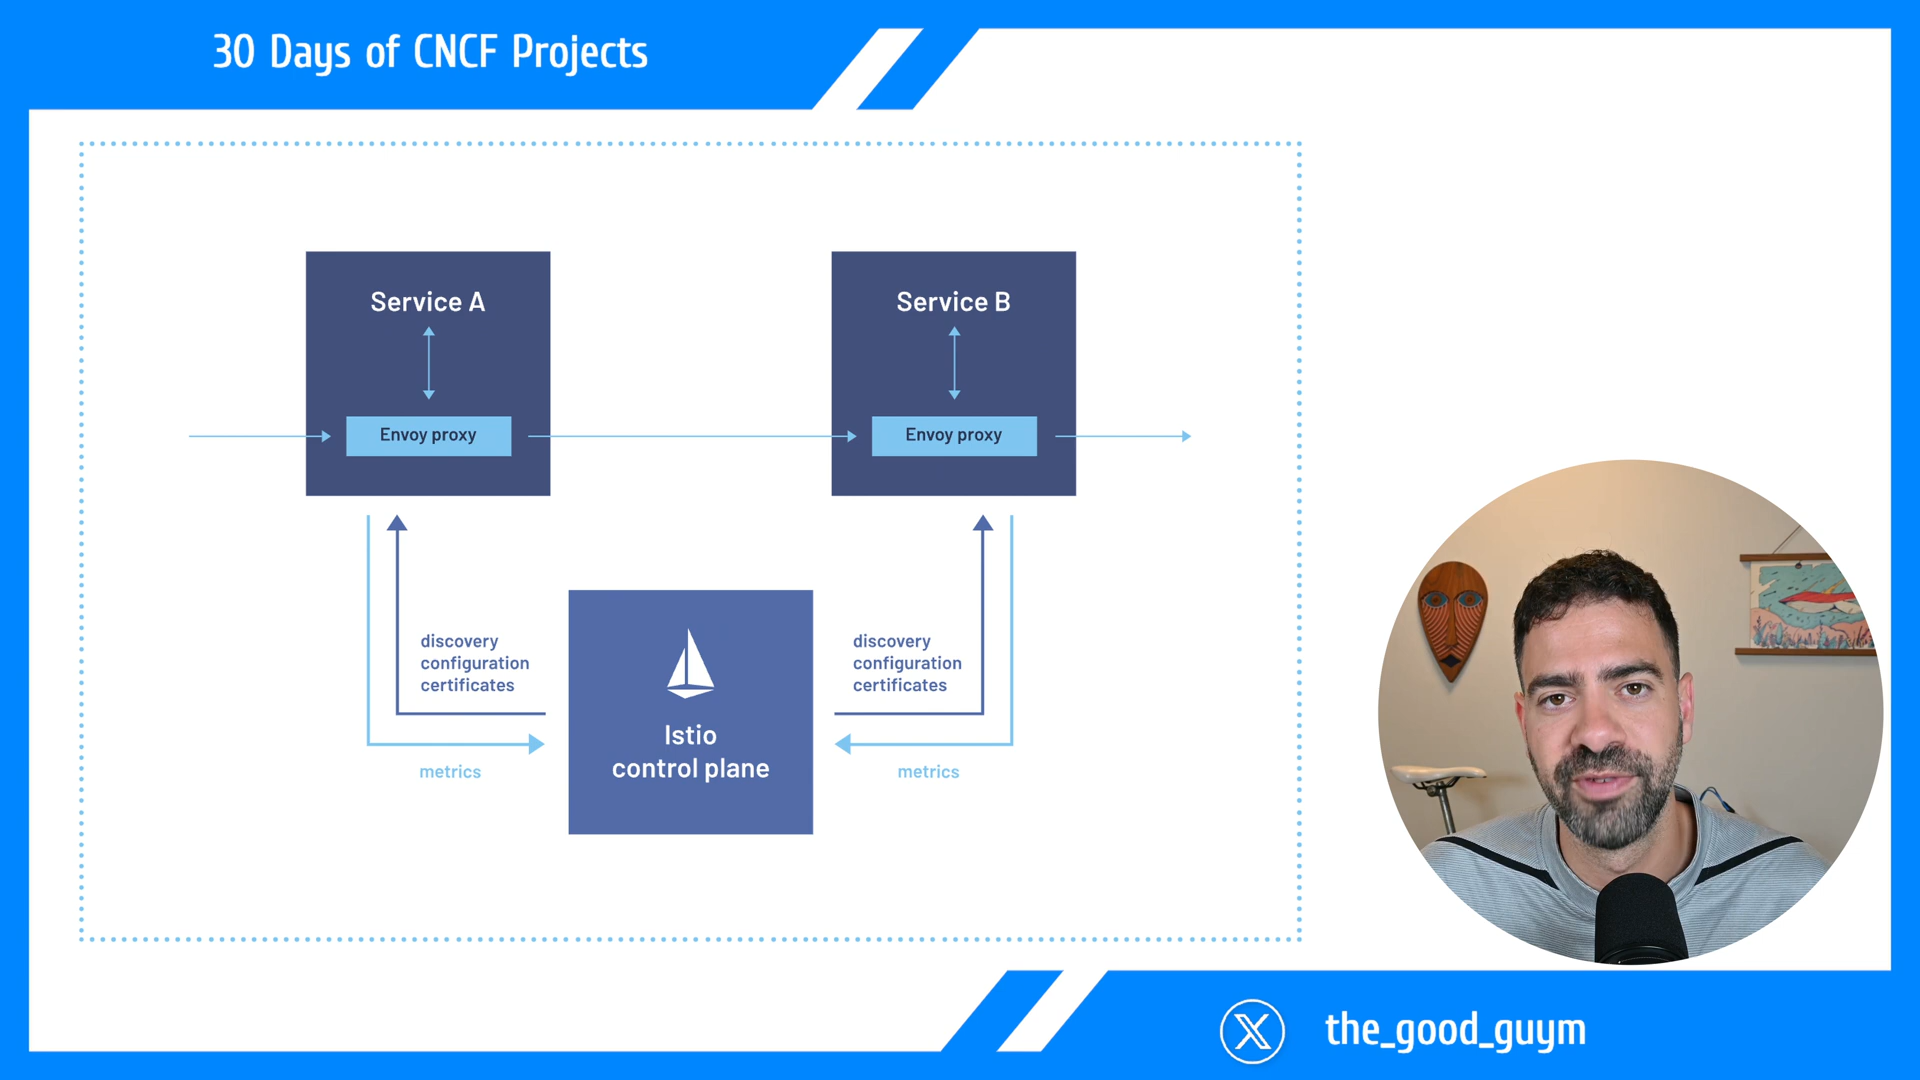 30 Days of CNCF Projects
Service A
Envoy proxy
Service B
Envoy proxy
discovery
configuration
certificates
metrics
Istio
control plane
discovery
configuration
certificates
metrics
the_good_guym